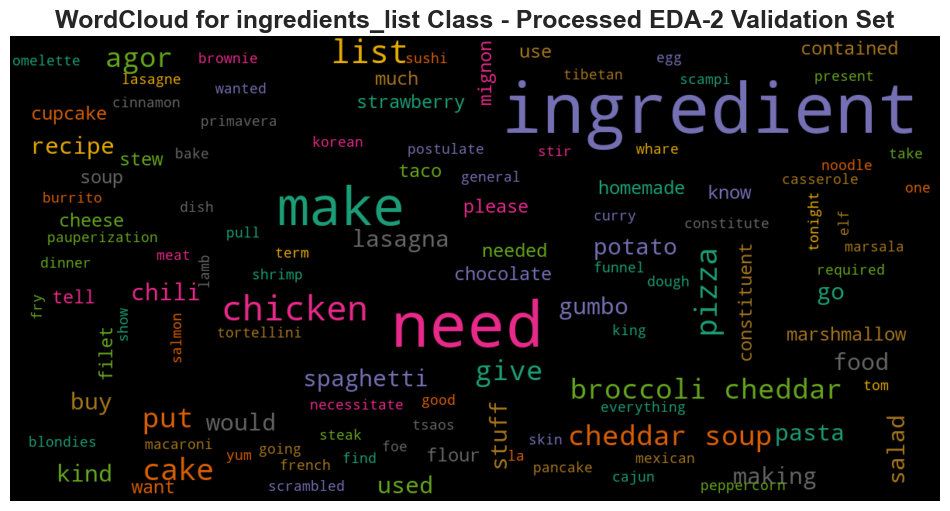 WordCloud for ingredients_list Class - Processed EDA-2 Validation Set
omelette agor brownie list sushi mignon use egg contained
lasagne wanted much tibetan scampi present
cupcake cinnamon strawberry ingredient
primavera
recipe stew bake korean postulate stir whare noodle take
soup taco general homemade know casserole one
burrito dish make please curry constitute tonight elf
cheese pull lasagna needed potato marsala
pauperization meat term
dinner lamb shrimp chocolate funnel dough pizza constituent required
tell chili chicken need gumbo go
fry show salmon tortellini king marshmallow
filet give food
spaghetti broccoli cheddar tom
buy necessitate good everything
put would tsaos stuff skin cheddar soup pasta salad
blondies macaroni steak foe
yum going find flour la mexican
kind cake french pancake cajun making
want scrambled used peppercorn